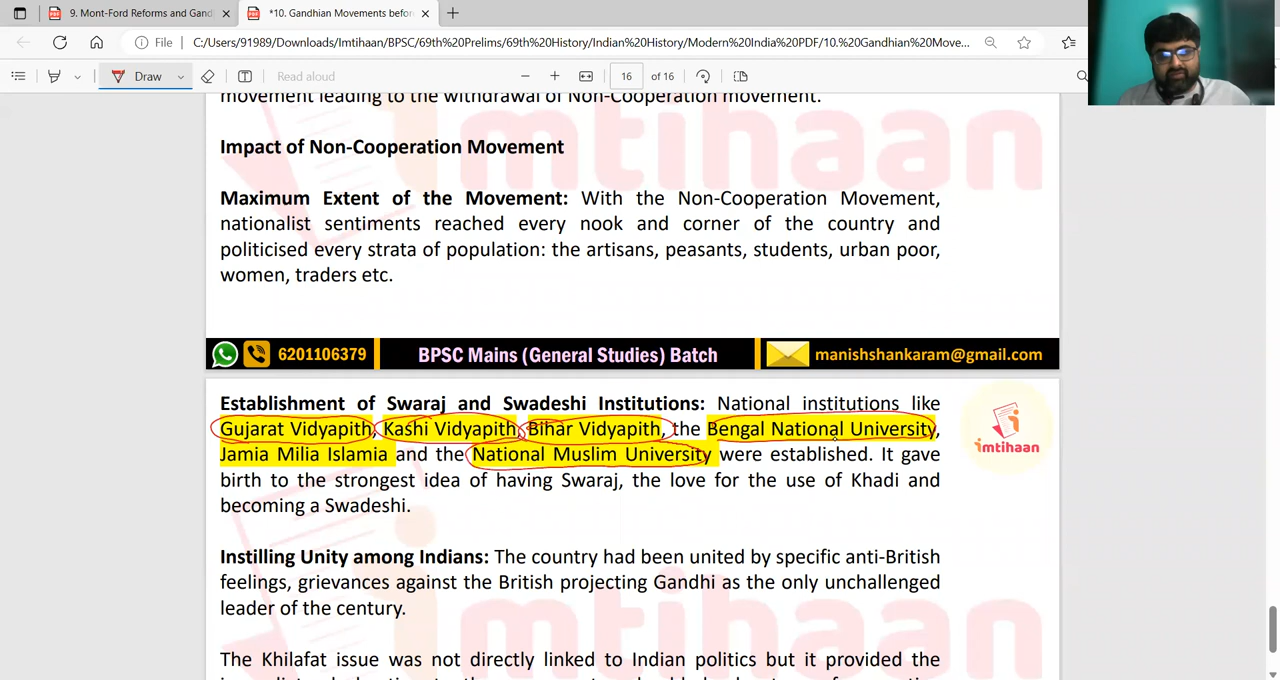 9. Mont-Ford Reforms and Gand
*10. Gandhian Movements befor
File
C:/Users/91989/Downloads/Imtihaan/BPSC/69th%20Prelims/69th%20History/Indian%20History/Modern%20India%20PDF/10.%20Gandhian%20Move...
Draw
Read aloud
16
of 16
movement leading to the withdrawal of Non-Cooperation movement.
Impact of Non-Cooperation Movement
Maximum Extent of the Movement: With the Non-Cooperation Movement,
nationalist sentiments reached every nook and corner of the country and
politicised every strata of population: the artisans, peasants, students, urban poor,
women, traders etc.
6201106379
BPSC Mains (General Studies) Batch
manishshankaram@gmail.com
Establishment of Swaraj and Swadeshi Institutions: National institutions like
Gujarat Vidyapith, Kashi Vidyapith, Bihar Vidyapith, the Bengal National University,
Jamia Milia Islamia and the National Muslim University were established. It gave
birth to the strongest idea of having Swaraj, the love for the use of Khadi and
becoming a Swadeshi.
imtihaan
Instilling Unity among Indians: The country had been united by specific anti-British
feelings, grievances against the British projecting Gandhi as the only unchallenged
leader of the century.
The Khilafat issue was not directly linked to Indian politics but it provided the